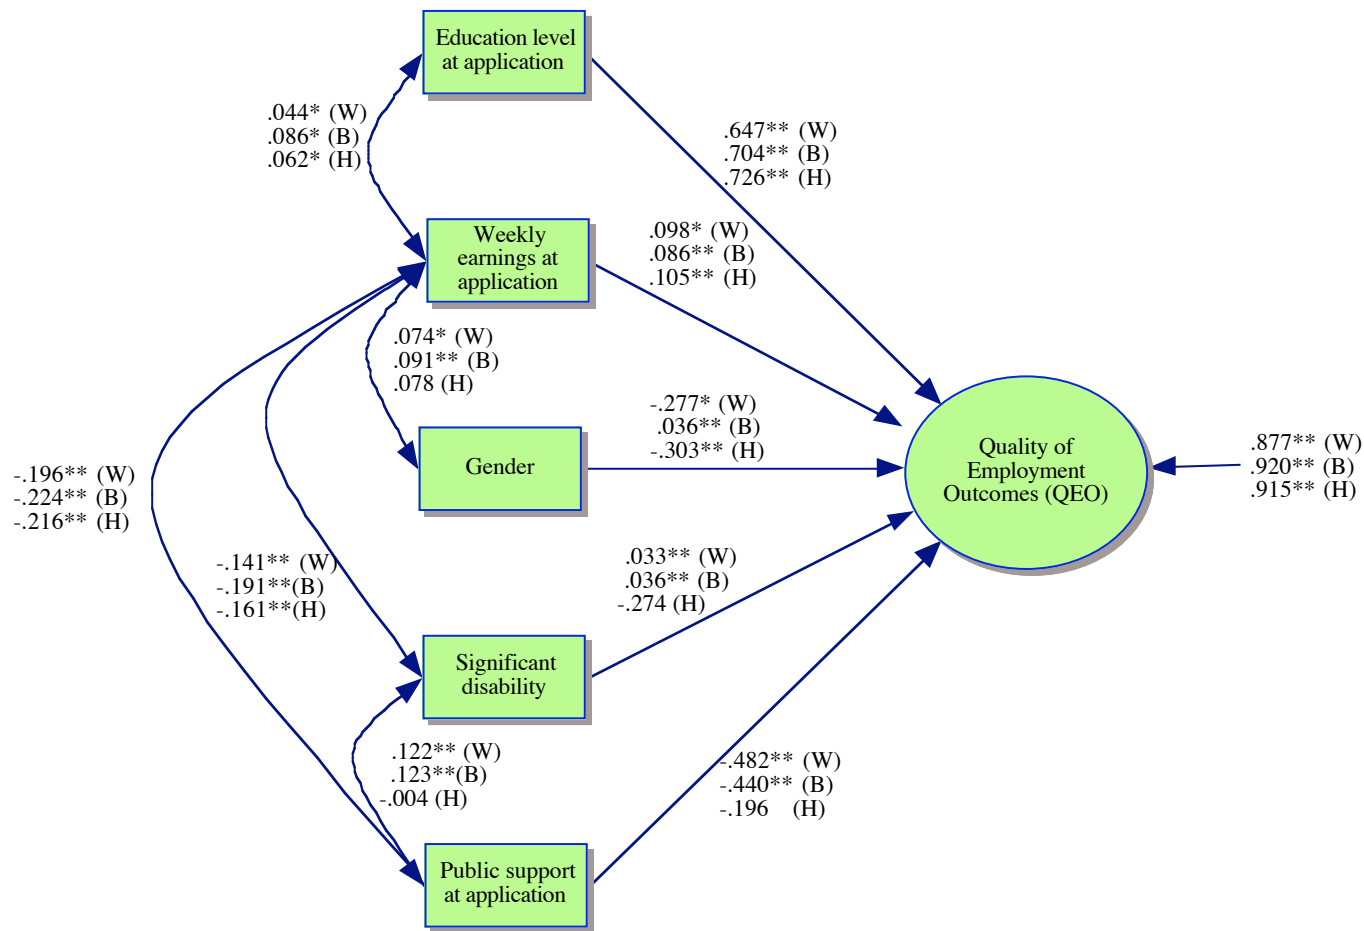 Education level
at application
.044* (W)
.086* (B)
.062* (H)
.647** (W)
.704** (B)
.726** (H)
Weekly
earnings at
application
.098* (W)
.086** (B)
.105** (H)
.074* (W)
.091** (B)
.078 (H)
Gender
-.277* (W)
.036** (B)
-.303** (H)
Quality of
Employment
Outcomes (QEO)
.877** (W)
.920** (B)
.915** (H)
-.196** (W)
-.224** (B)
-.216** (H)
-.141** (W)
-.191**(B)
-.161**(H)
.033** (W)
.036** (B)
-.274 (H)
Significant
disability
.122** (W)
.123**(B)
-.004 (H)
-.482** (W)
-.440** (B)
-.196 (H)
Public support
at application